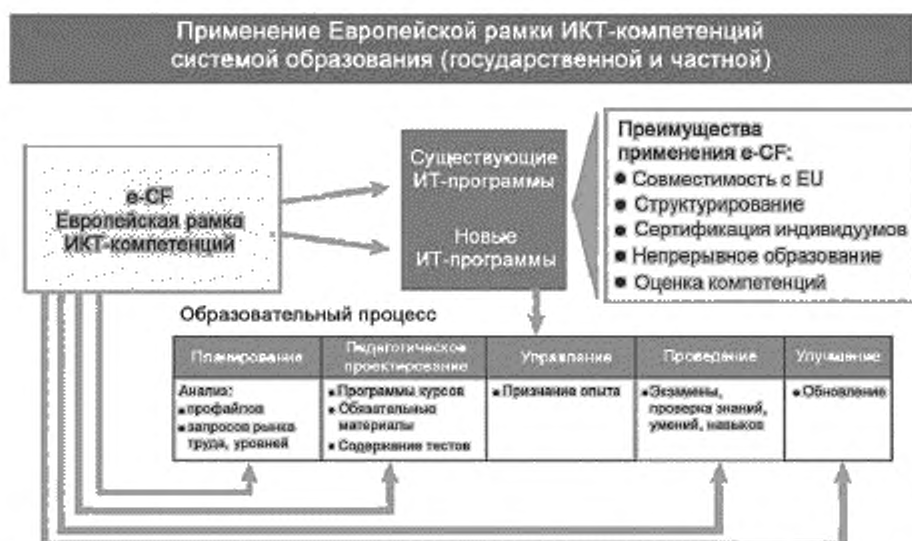 Применение Европейской рамки ИКТ-компетенций
системой образования (государственной и частной)
e-CF
Европейская рамка
ИКТ-компетенций
Существующие
ИТ-программы
Новые
ИТ-программы
Преимущества
применения e-CF:
● Совместимость с EU
● Структурирование
● Сертификация индивидуумов
● Непрерывное образование
● Оценка компетенций
Образовательный процесс
Планирование
Анализ:
▪ профайлов
▪ запросов рынка
труда, уровней
Педагогическое
проектирование
▪ Программы курсов
▪ Обязательные
материалы
▪ Содержание тестов
Управление
▪ Признание опыта
Проведение
▪ Экзамены,
проверка знаний,
умений, навыков
Улучшение
▪ Обновление